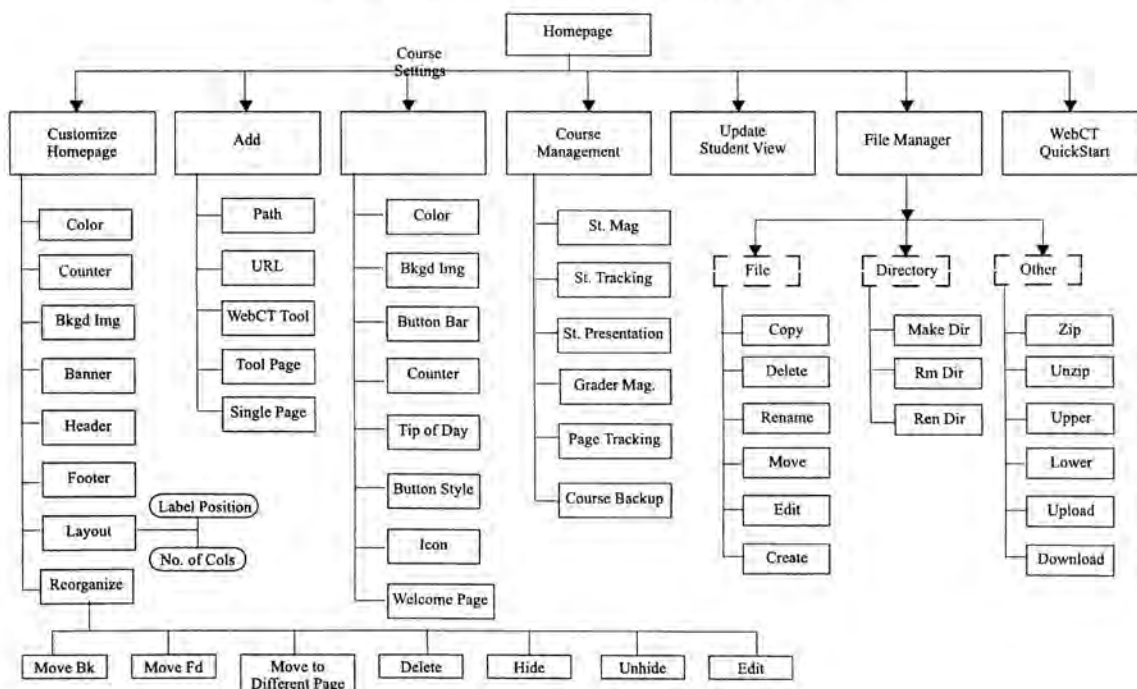 Homepage
Course
Settings
Customize
Homepage
Add
Course
Management
Update
Student View
File Manager
WebCT
QuickStart
Color
Counter
Bkgd Img
Banner
Header
Footer
Layout
Reorganize
Label Position
No. of Cols
Path
URL
WebCT Tool
Tool Page
Single Page
Color
Bkgd Img
Button Bar
Counter
Tip of Day
Button Style
Icon
Welcome Page
St. Mag
St. Tracking
St. Presentation
Grader Mag.
Page Tracking
Course Backup
File
Copy
Delete
Rename
Move
Edit
Create
Directory
Make Dir
Rm Dir
Ren Dir
Other
Zip
Unzip
Upper
Lower
Upload
Download
Move Bk
Move Fd
Move to
Different Page
Delete
Hide
Unhide
Edit